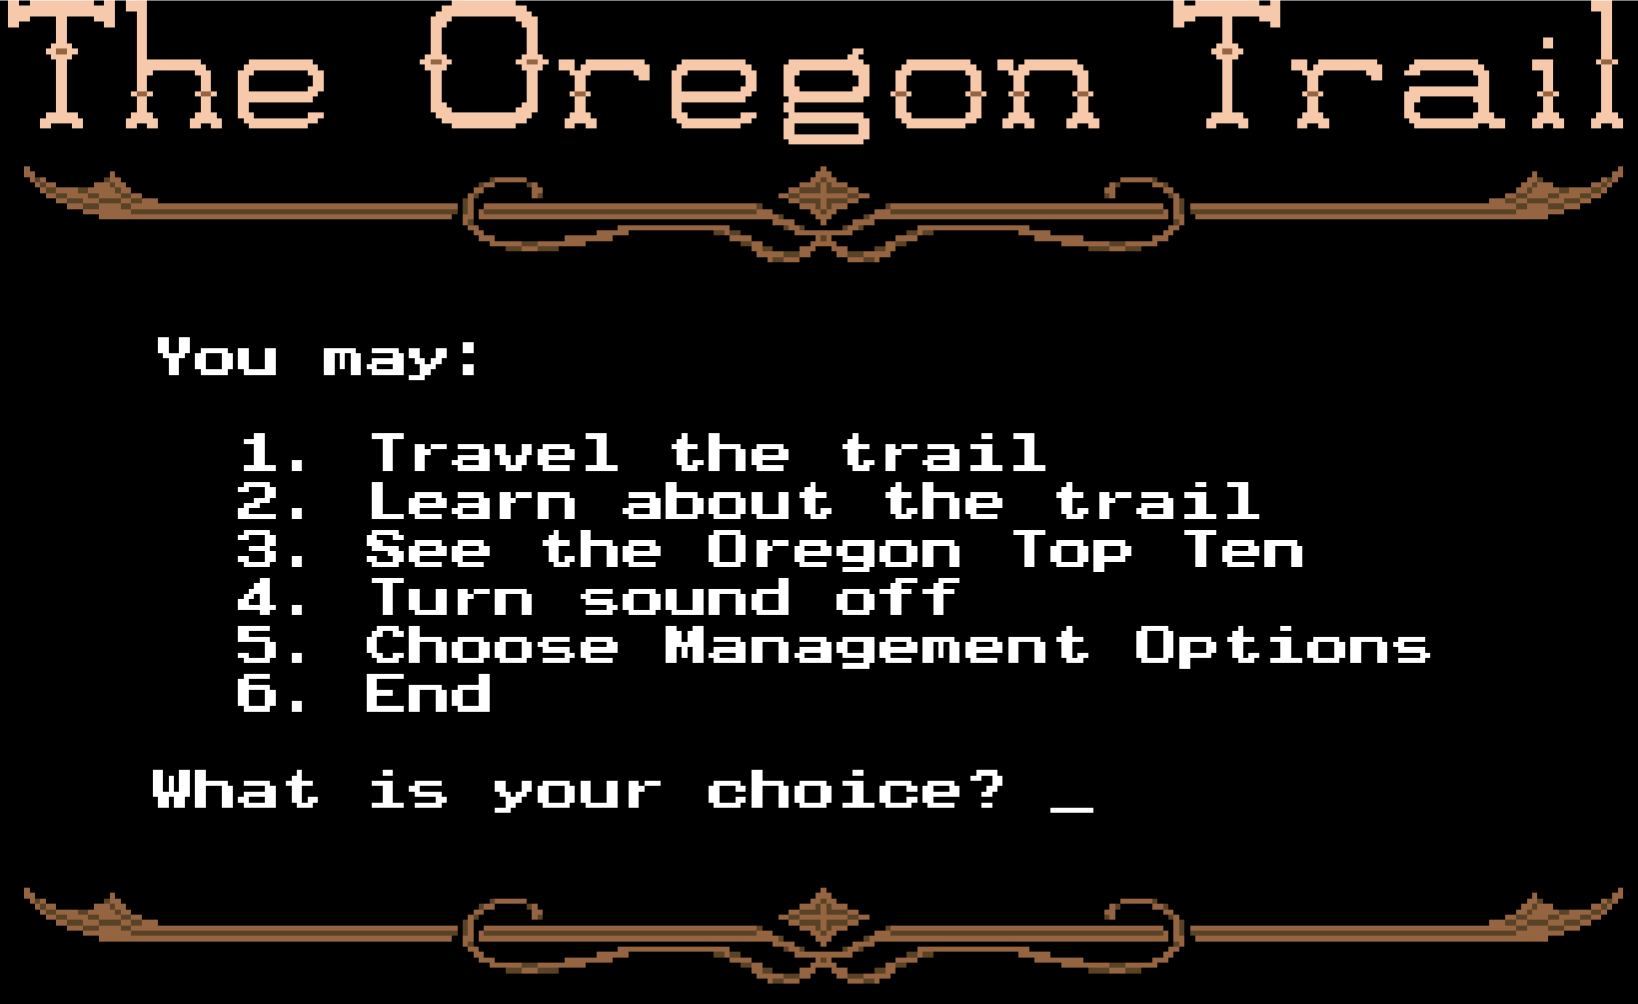 The Oregon Trail
You may:
1. Travel the trail
2. Learn about the trail
3. See the Oregon Top Ten
4. Turn sound off
5. Choose Management Options
6. End
What is your choice? _